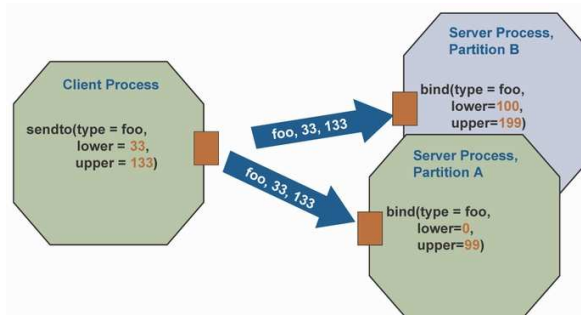 Client Process
sendto(type = foo,
lower = 33,
upper = 133)
foo, 33, 133
foo, 33, 133
Server Process,
Partition B
bind(type = foo,
lower=100,
upper=199)
Server Process,
Partition A
bind(type = foo,
lower=0,
upper=99)